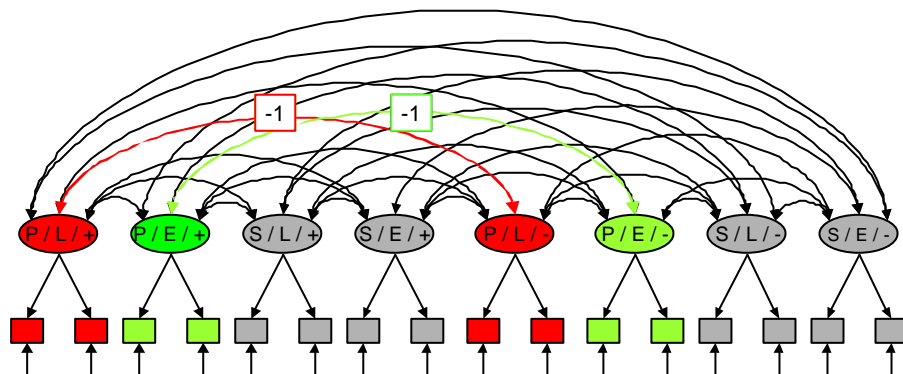 -1 -1
P / L / + P / E / + S / L / + S / E / + P / L / - P / E / - S / L / - S / E / -